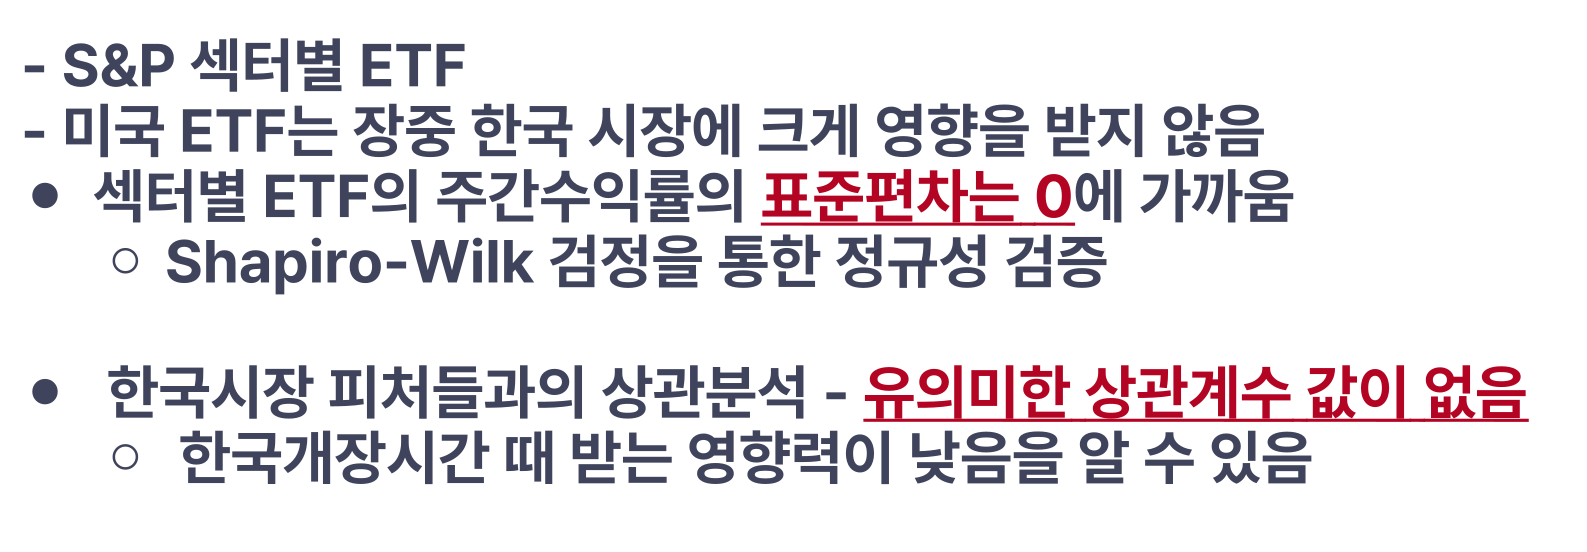 - S&P 섹터별 ETF
- 미국 ETF는 장중 한국 시장에 크게 영향을 받지 않음
● 섹터별 ETF의 주간수익률의 표준편차는 0에 가까움
○ Shapiro-Wilk 검정을 통한 정규성 검증
● 한국시장 피처들과의 상관분석 - 유의미한 상관계수 값이 없음
○ 한국개장시간 때 받는 영향력이 낮음을 알 수 있음